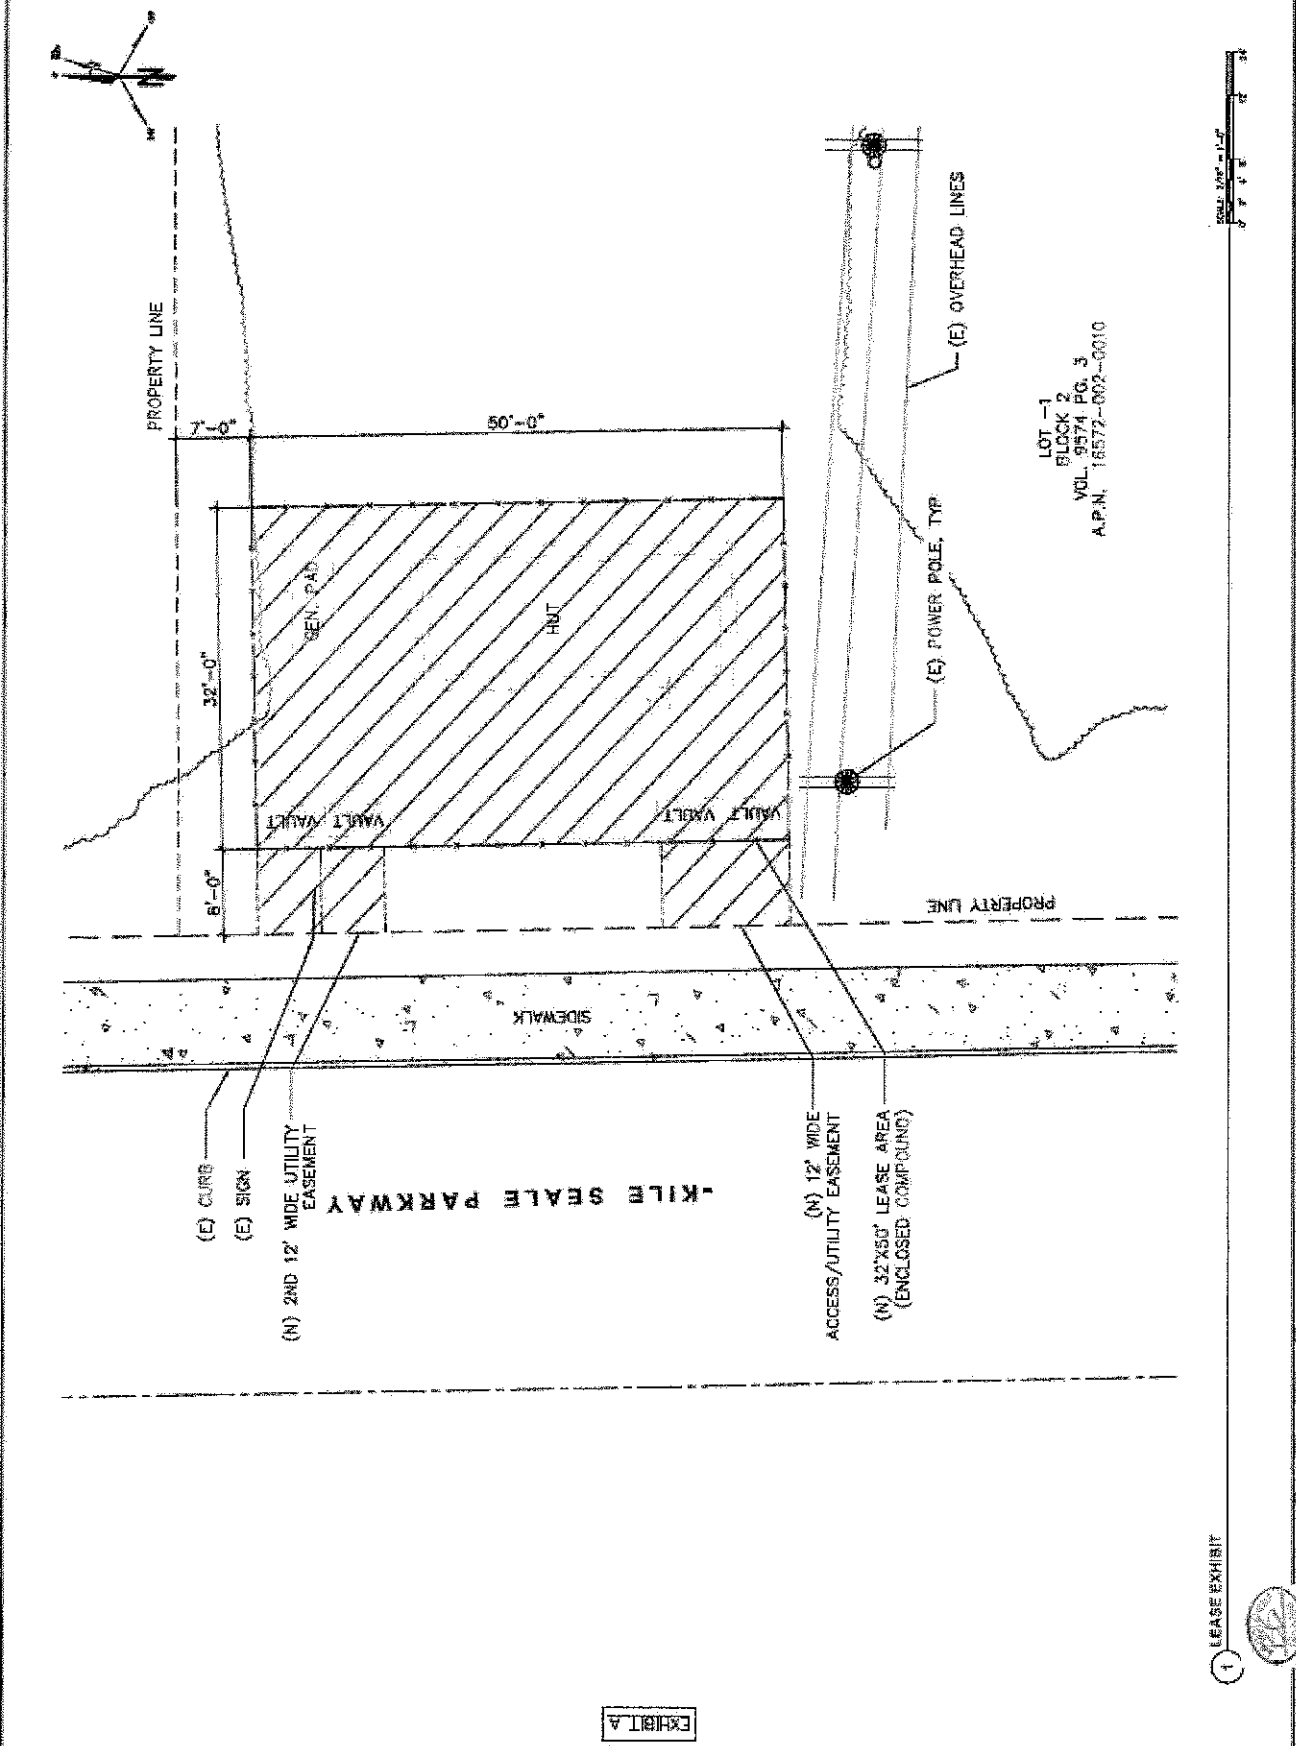 PROPERTY LINE
7'-0"
50'-0"
32'-0"
8'-0"
GEN. PAD
HUT
VAULT
VAULT
VAULT
VAULT
(E) OVERHEAD LINES
(E) POWER POLE, TYP
LOT -1
BLOCK 2
VOL. 9574 PG. 3
A.P.N. 16572-002-0010
PROPERTY LINE
SIDEWALK
(E) CURB
(E) SIGN
(N) 2ND 12' WIDE UTILITY
EASEMENT
-KILE SEALE PARKWAY
(N) 12' WIDE
ACCESS/UTILITY EASEMENT
(N) 32'X50' LEASE AREA
(ENCLOSED COMPOUND)
N
1
LEASE EXHIBIT
EXHIBIT A